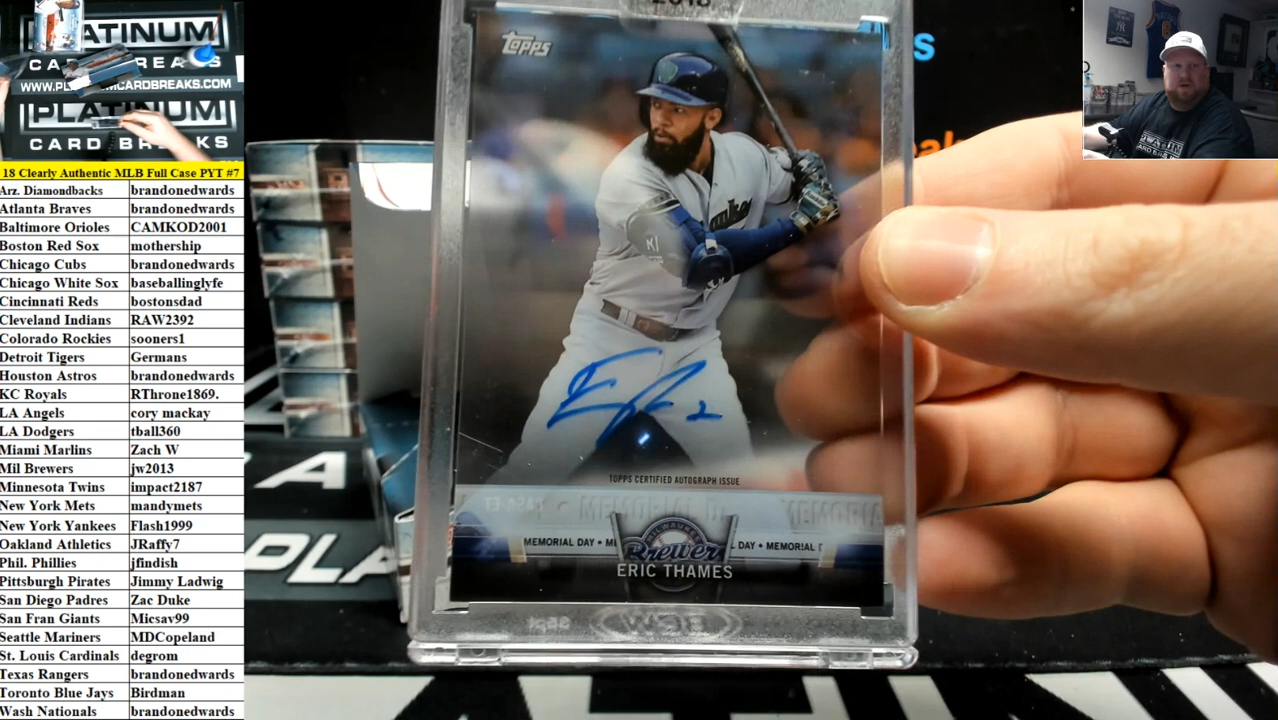 PLATINUM
CARD BREAKS
WWW.PLATINUMCARDBREAKS.COM
PLATINUM
CARD BREAKS
18 Clearly Authentic MLB Full Case PYT #7
Arz. Diamondbacks brandonedwards
Atlanta Braves brandonedwards
Baltimore Orioles CAMKOD2001
Boston Red Sox mothership
Chicago Cubs brandonedwards
Chicago White Sox baseballinglyfe
Cincinnati Reds bostonsdad
Cleveland Indians RAW2392
Colorado Rockies sooners1
Detroit Tigers Germans
Houston Astros brandonedwards
KC Royals RThrone1869.
LA Angels cory mackay
LA Dodgers tball360
Miami Marlins Zach W
Mil Brewers jw2013
Minnesota Twins impact2187
New York Mets mandymets
New York Yankees Flash1999
Oakland Athletics JRaffy7
Phil. Phillies jfindish
Pittsburgh Pirates Jimmy Ladwig
San Diego Padres Zac Duke
San Fran Giants Micsav99
Seattle Mariners MDCopeland
St. Louis Cardinals degrom
Texas Rangers brandonedwards
Toronto Blue Jays Birdman
Wash Nationals brandonedwards
2018
Topps
TOPPS CERTIFIED AUTOGRAPH ISSUE
MEMORIAL DAY • ME
DAY • MEMORIAL D
MILWAUKEE
Brewers
ERIC THAMES